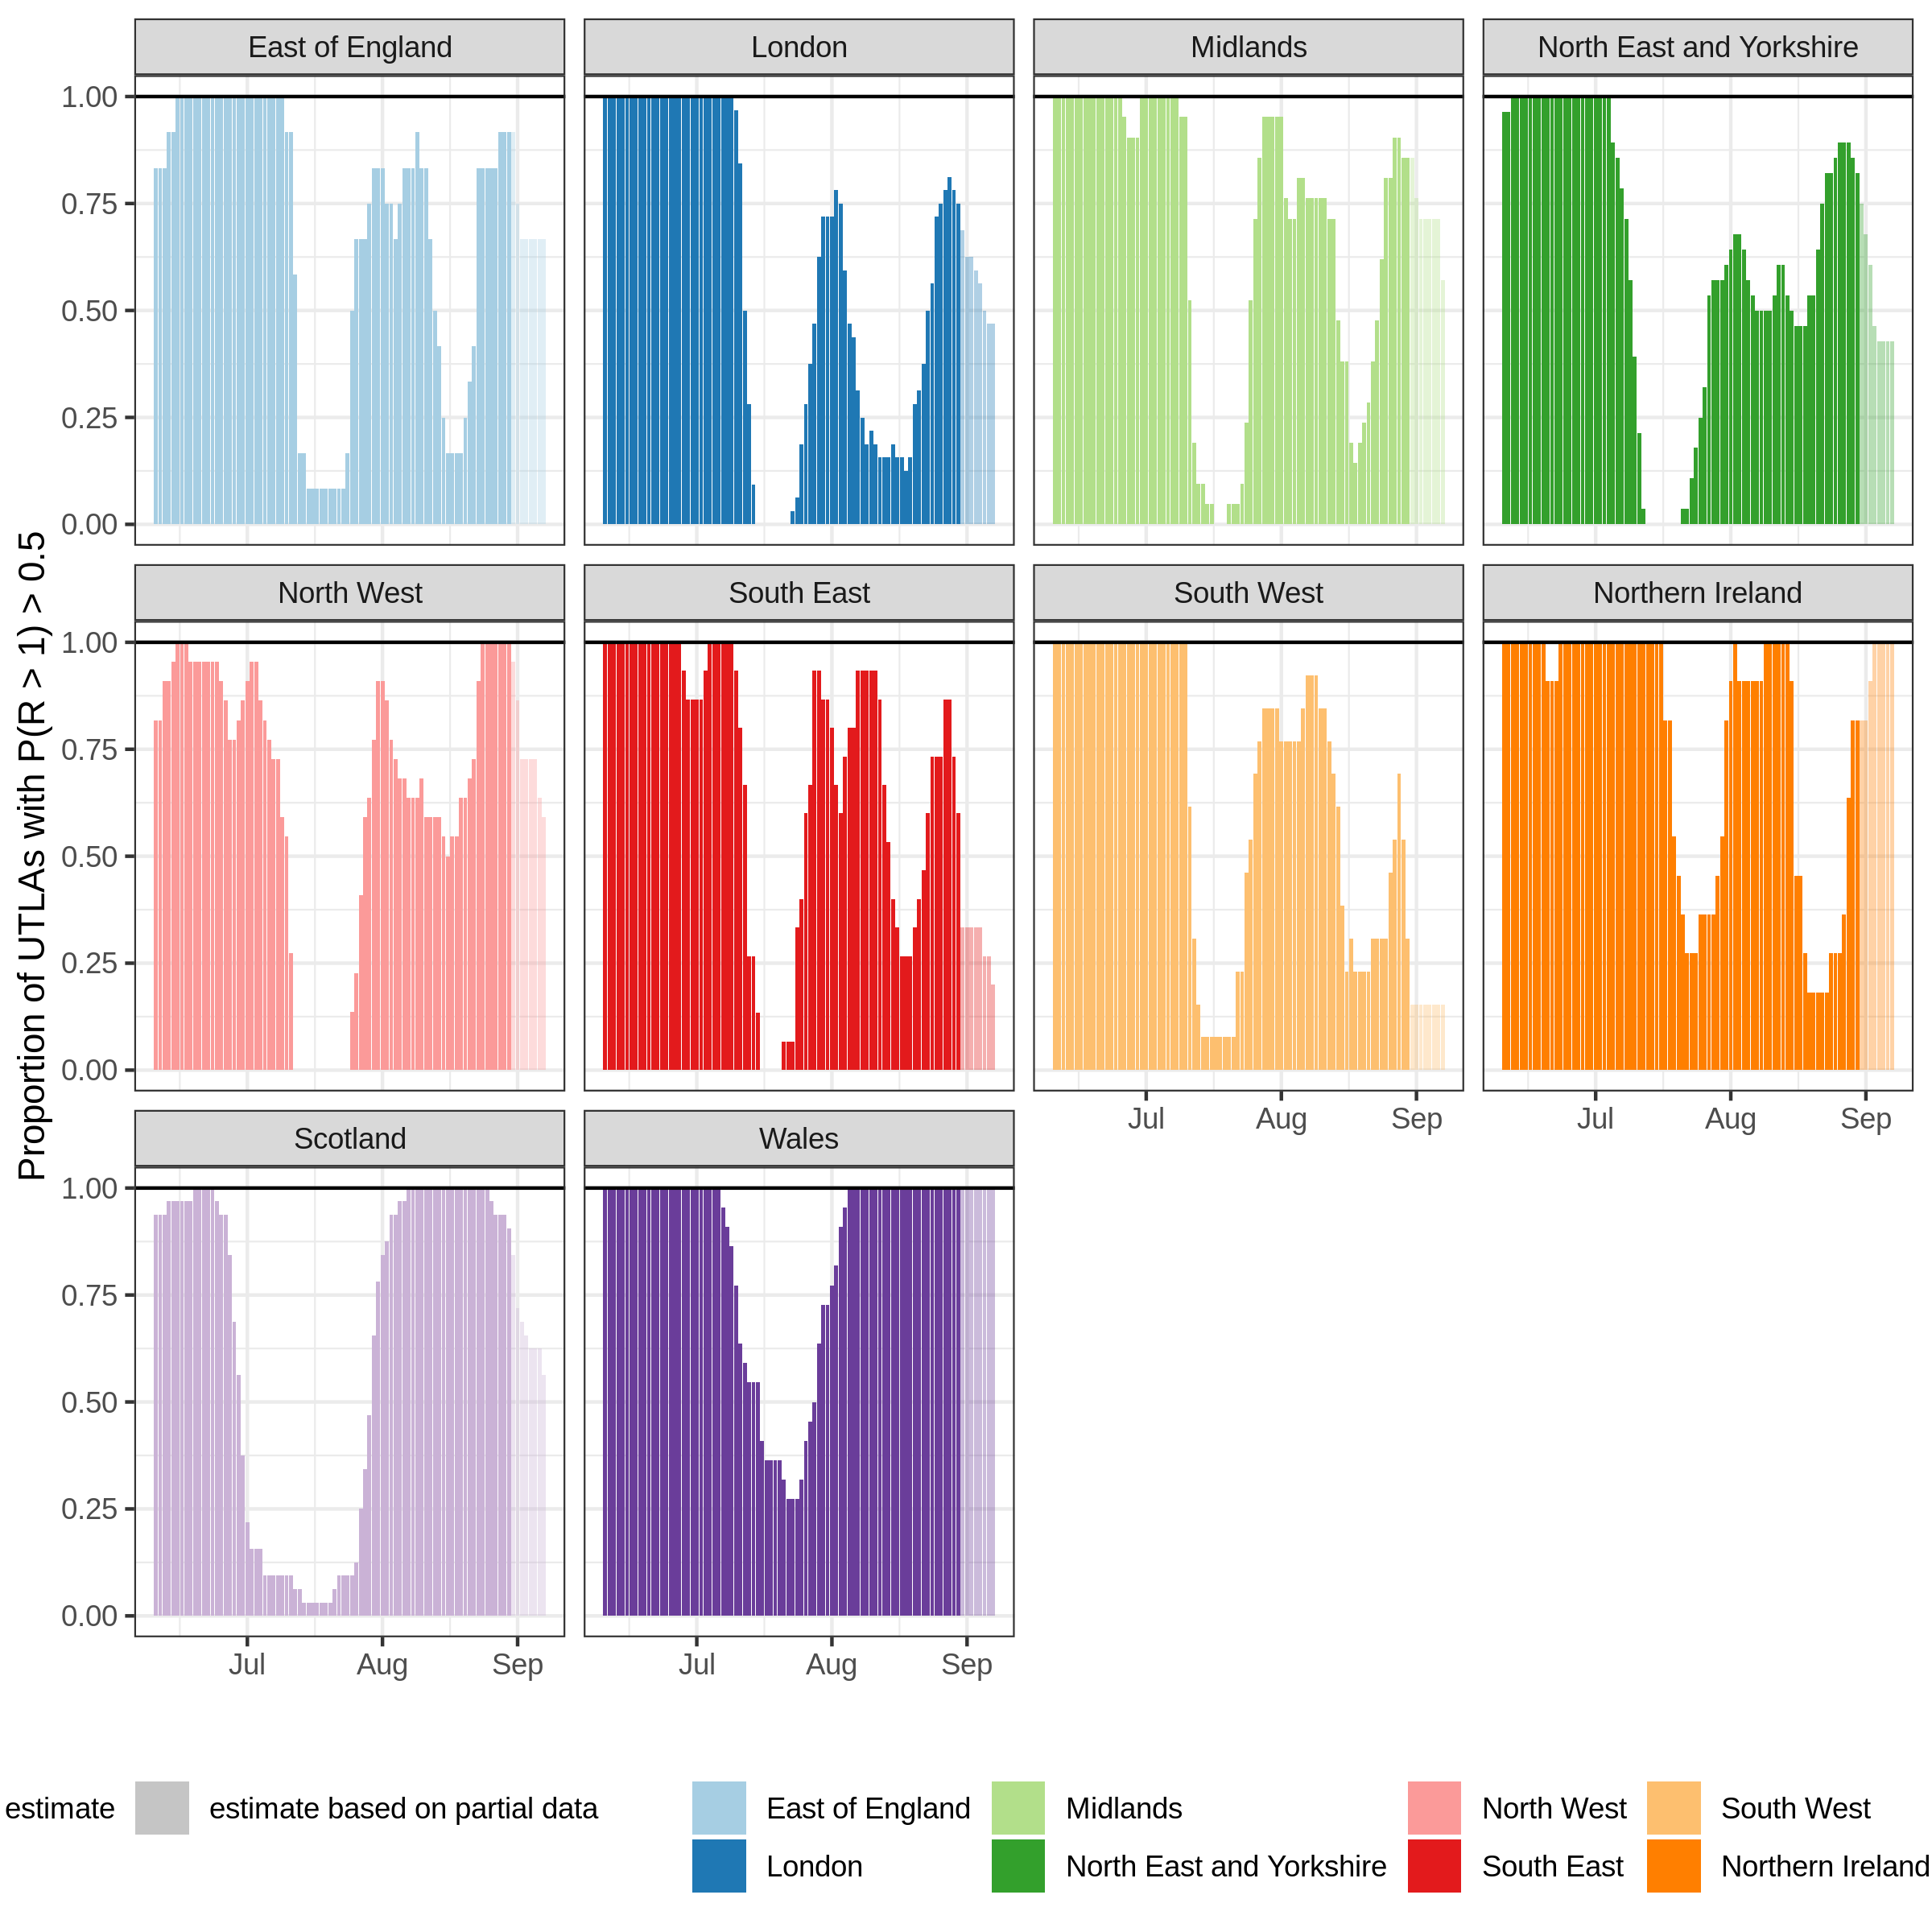 East of England
London
Midlands
North East and Yorkshire
1.00
0.75
0.50
0.25
0.00
North West
South East
South West
Northern Ireland
1.00
0.75
0.50
0.25
0.00
Jul Aug Sep
Jul Aug Sep
Scotland
Wales
1.00
0.75
0.50
0.25
0.00
Jul Aug Sep
Jul Aug Sep
Proportion of UTLAs with P(R > 1) > 0.5
estimate
estimate based on partial data
East of England
Midlands
North West
South West
London
North East and Yorkshire
South East
Northern Ireland